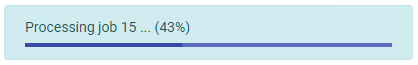 Processing job 15 ... (43%)